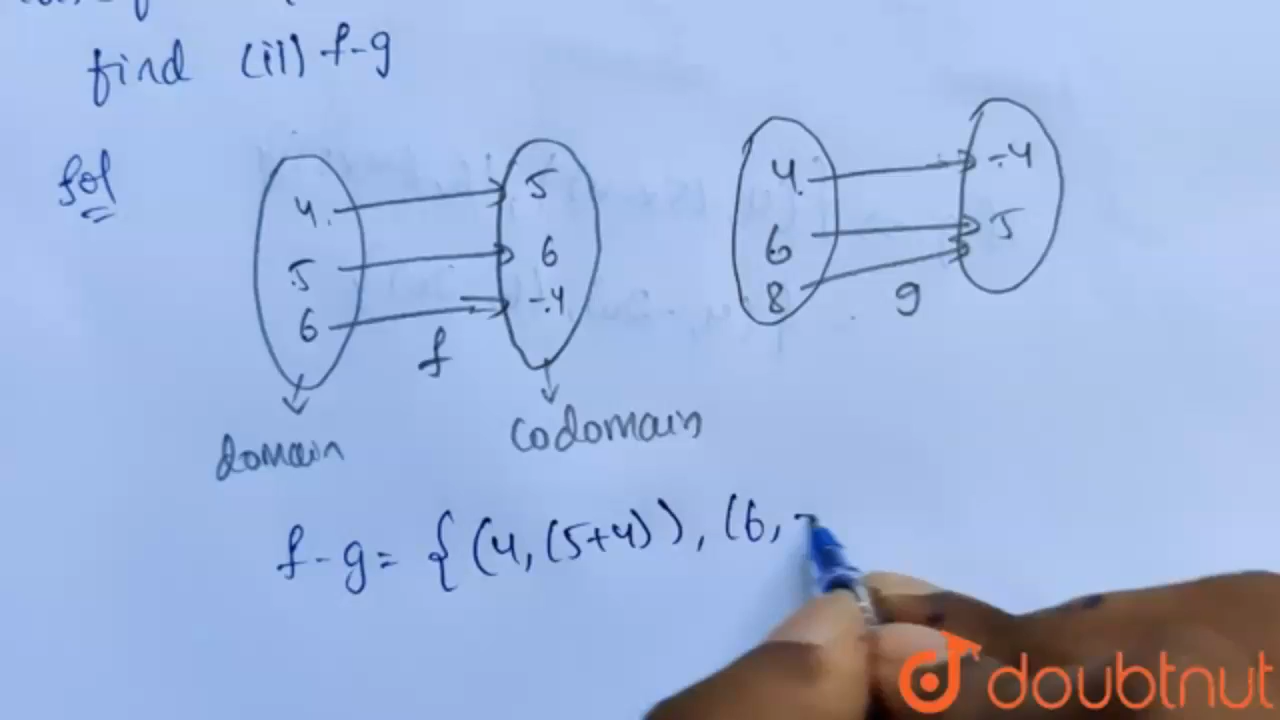 find (ii) f-g
Sol
4 5
5 6
6 -4
f
4 -4
6 5
8
g
domain
codomain
f-g = { (4, (5+4)), (6, -
doubtnut